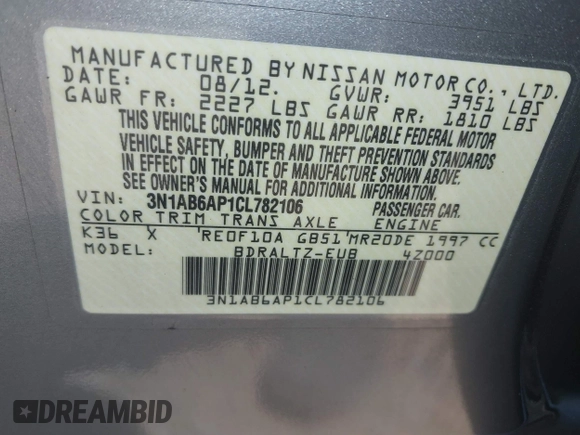 MANUFACTURED BY NISSAN MOTOR CO., LTD.
DATE: 08/12. GVWR: 3951 LBS
GAWR FR: 2227 LBS GAWR RR: 1810 LBS
THIS VEHICLE CONFORMS TO ALL APPLICABLE FEDERAL MOTOR
VEHICLE SAFETY, BUMPER AND THEFT PREVENTION STANDARDS
IN EFFECT ON THE DATE OF MANUFACTURE SHOWN ABOVE.
SEE OWNER'S MANUAL FOR ADDITIONAL INFORMATION.
VIN: 3N1AB6AP1CL782106 PASSENGER CAR.
COLOR TRIM TRANS AXLE ENGINE
K36 X 'RE0F10A GB51'MR20DE 1997 CC
MODEL: BDRALTZ-EUB 4Z000
3N1AB6AP1CL782106
DREAMBID